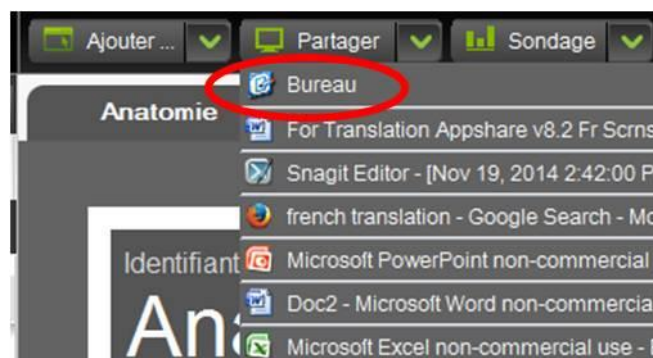 Ajouter ... Partager Sondage
Bureau
Anatomie
For Translation Appshare v8.2 Fr Scrns
Snagit Editor - [Nov 19, 2014 2:42:00 P
french translation - Google Search - Mo
Identifiant
Microsoft PowerPoint non-commercial
Doc2 - Microsoft Word non-commercia
Ana
Microsoft Excel non-commercial use -